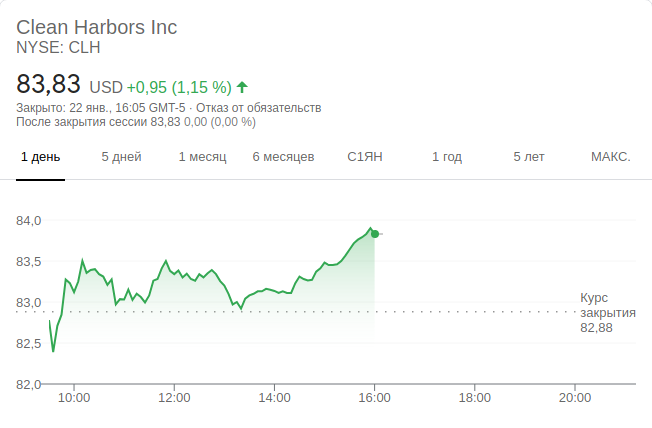 Clean Harbors Inc
NYSE: CLH
83,83 USD +0,95 (1,15 %)
Закрыто: 22 янв., 16:05 GMT-5 · Отказ от обязательств
После закрытия сессии 83,83 0,00 (0,00 %)
1 день 5 дней 1 месяц 6 месяцев С1ЯН 1 год 5 лет МАКС.
84,0
83,5
83,0
82,5
82,0
Курс
закрытия
82,88
10:00 12:00 14:00 16:00 18:00 20:00